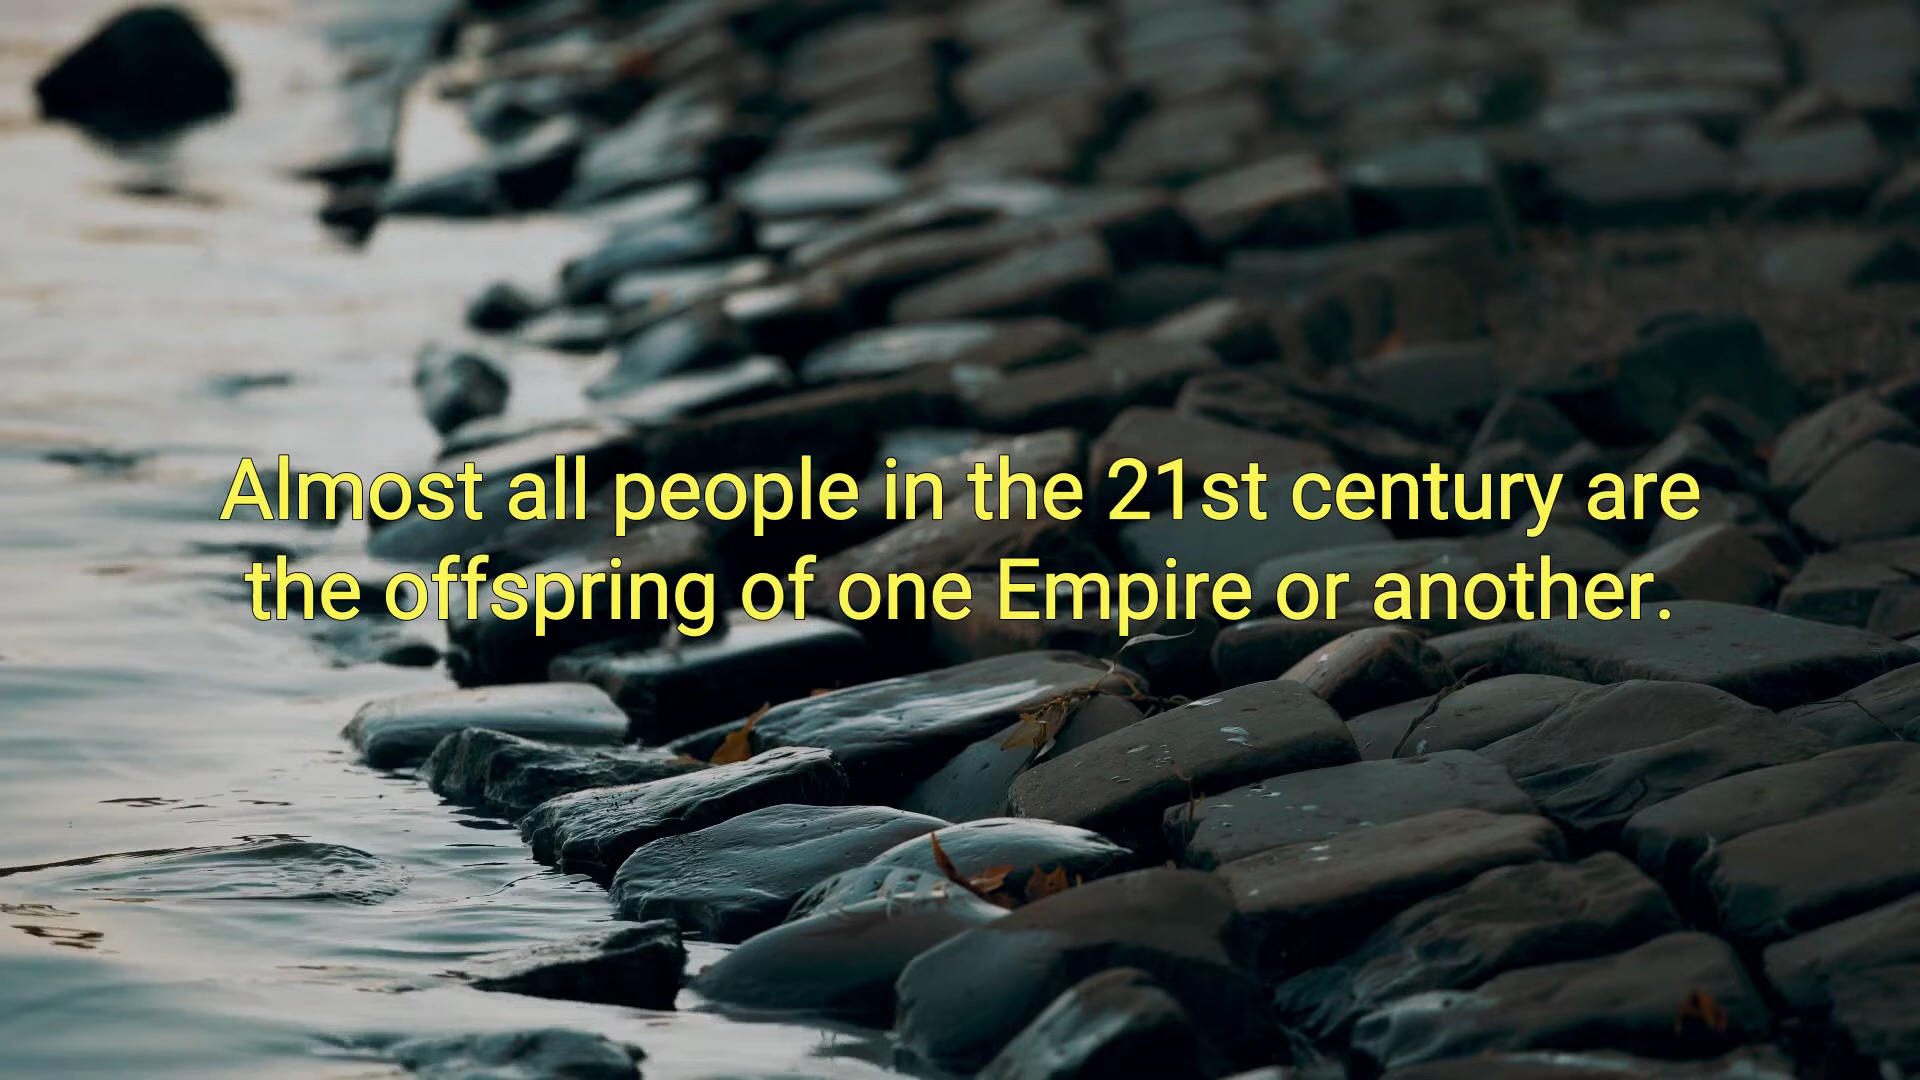 Almost all people in the 21st century are
the offspring of one Empire or another.